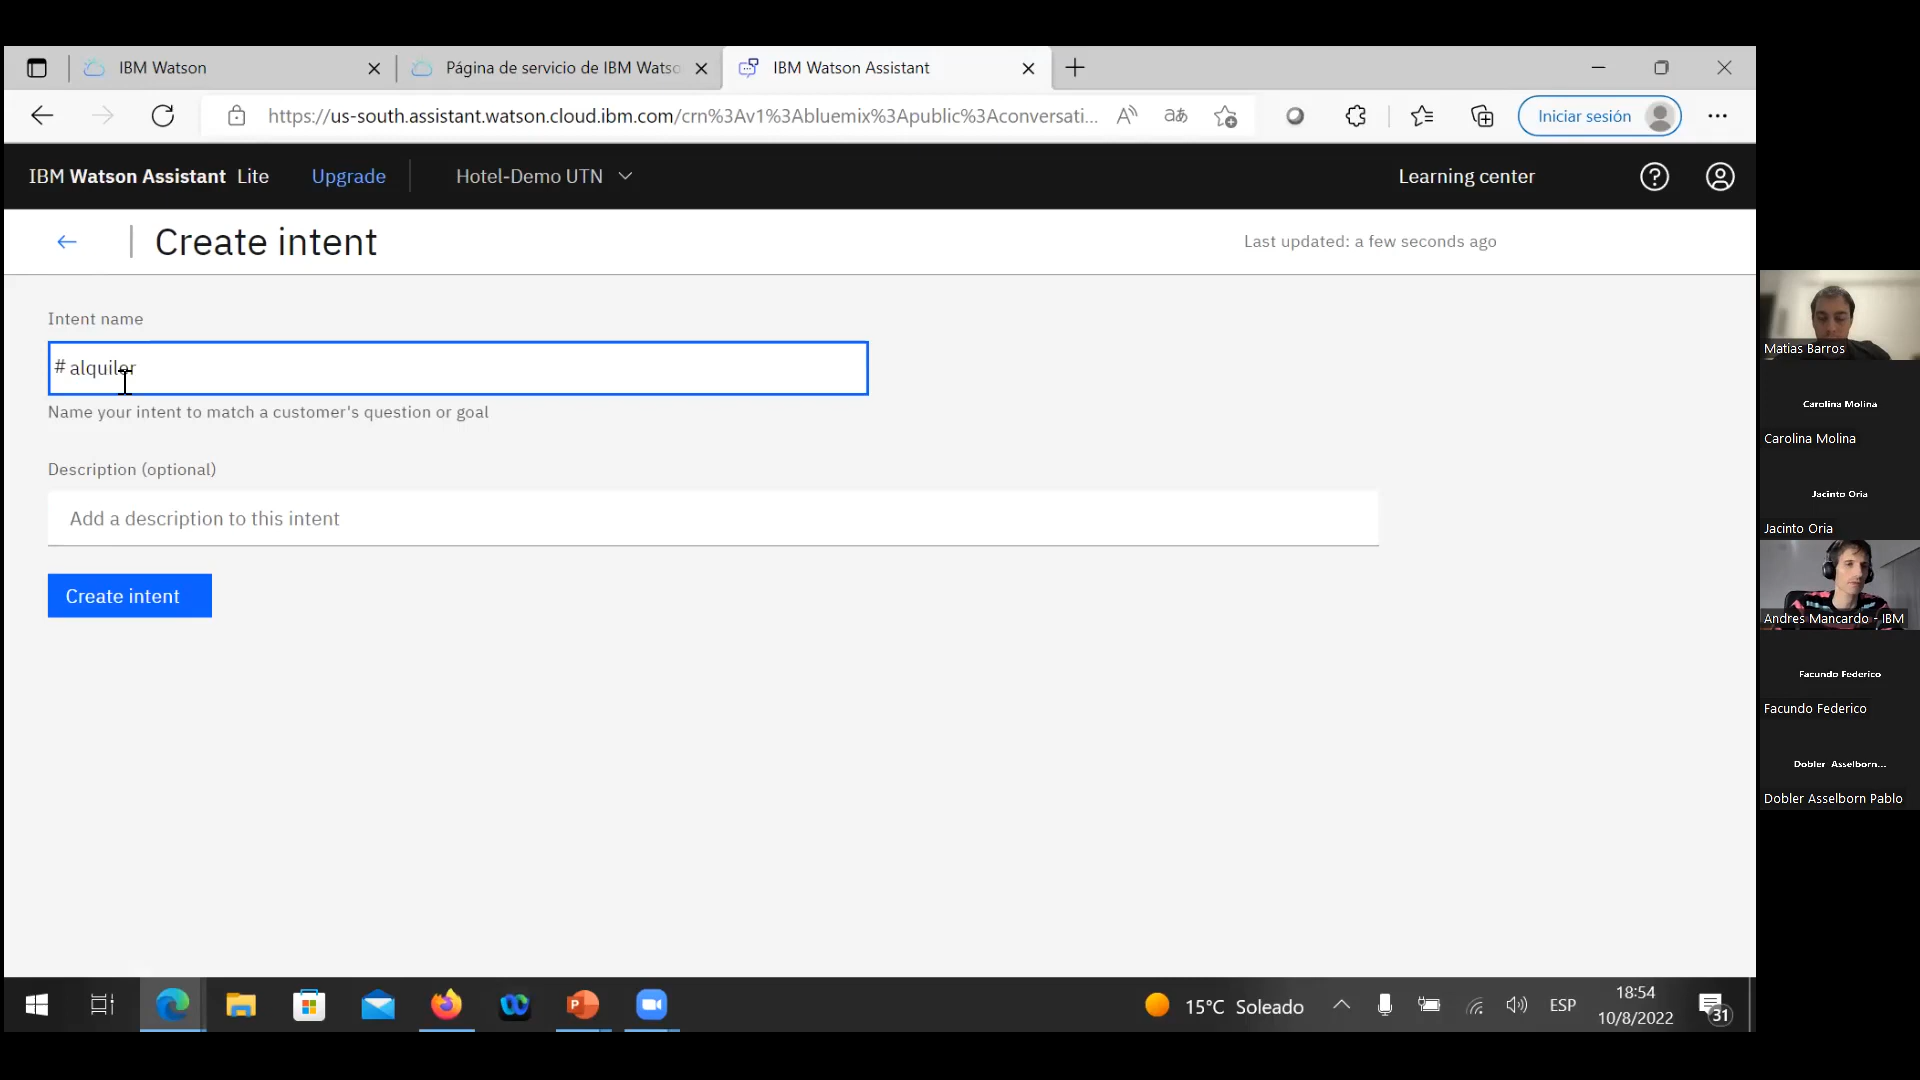 IBM Watson
Página de servicio de IBM Watso
IBM Watson Assistant
https://us-south.assistant.watson.cloud.ibm.com/crn%3Av1%3Abluemix%3Apublic%3Aconversati...
Iniciar sesión
IBM Watson Assistant Lite
Upgrade
Hotel-Demo UTN
Learning center
Create intent
Last updated: a few seconds ago
Intent name
# alquiler
Name your intent to match a customer's question or goal
Description (optional)
Add a description to this intent
Create intent
Matias Barros
Carolina Molina
Carolina Molina
Jacinto Oria
Jacinto Oria
Andres Mancardo - IBM
Facundo Federico
Facundo Federico
Dobler Asselborn...
Dobler Asselborn Pablo
15°C Soleado
ESP
18:54
10/8/2022
31